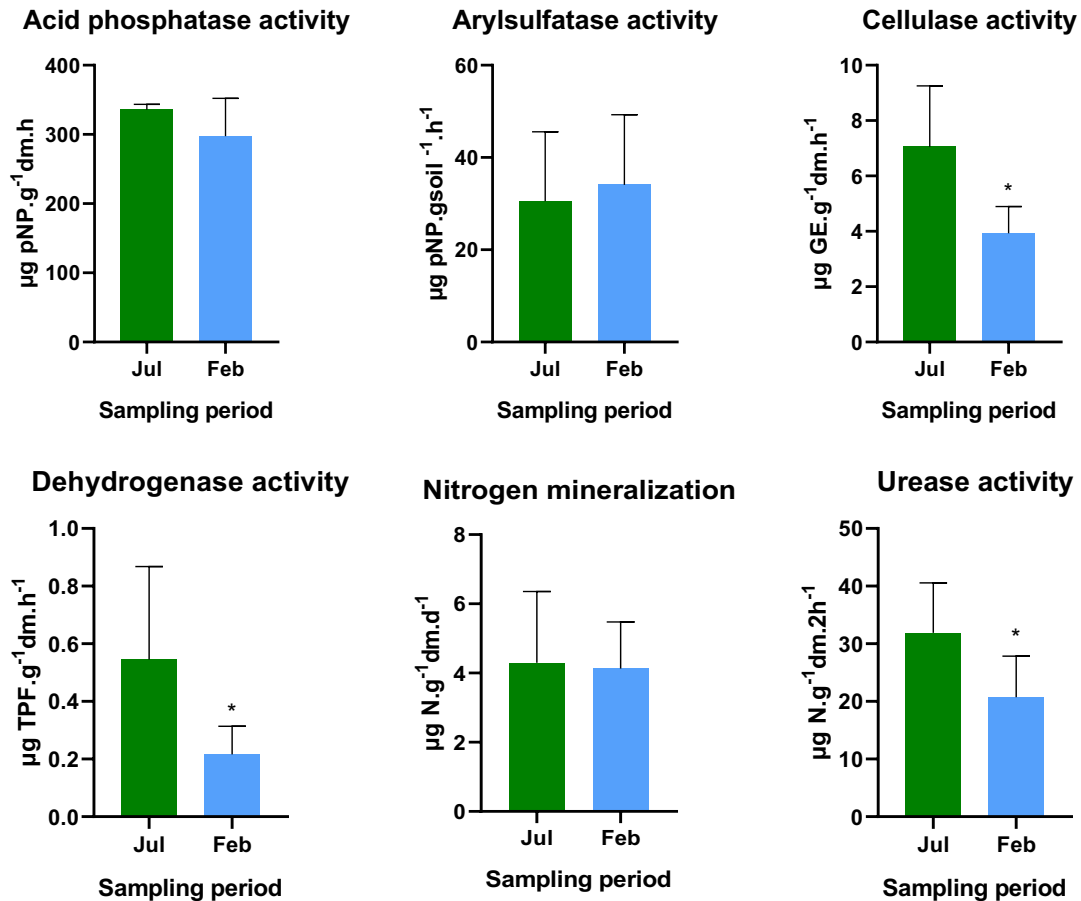 Acid phosphatase activity
µg pNP.g⁻¹dm.h
400
300
200
100
0
Jul Feb
Sampling period
Arylsulfatase activity
µg pNP.gsoil ⁻¹.h⁻¹
60
40
20
0
Jul Feb
Sampling period
Cellulase activity
µg GE.g⁻¹dm.h⁻¹
10
8
6
4
2
0
*
Jul Feb
Sampling period
Dehydrogenase activity
µg TPF.g⁻¹dm.h⁻¹
1.0
0.8
0.6
0.4
0.2
0.0
*
Jul Feb
Sampling period
Nitrogen mineralization
µg N.g⁻¹dm.d⁻¹
8
6
4
2
0
Jul Feb
Sampling period
Urease activity
µg N.g⁻¹dm.2h⁻¹
50
40
30
20
10
0
*
Jul Feb
Sampling period